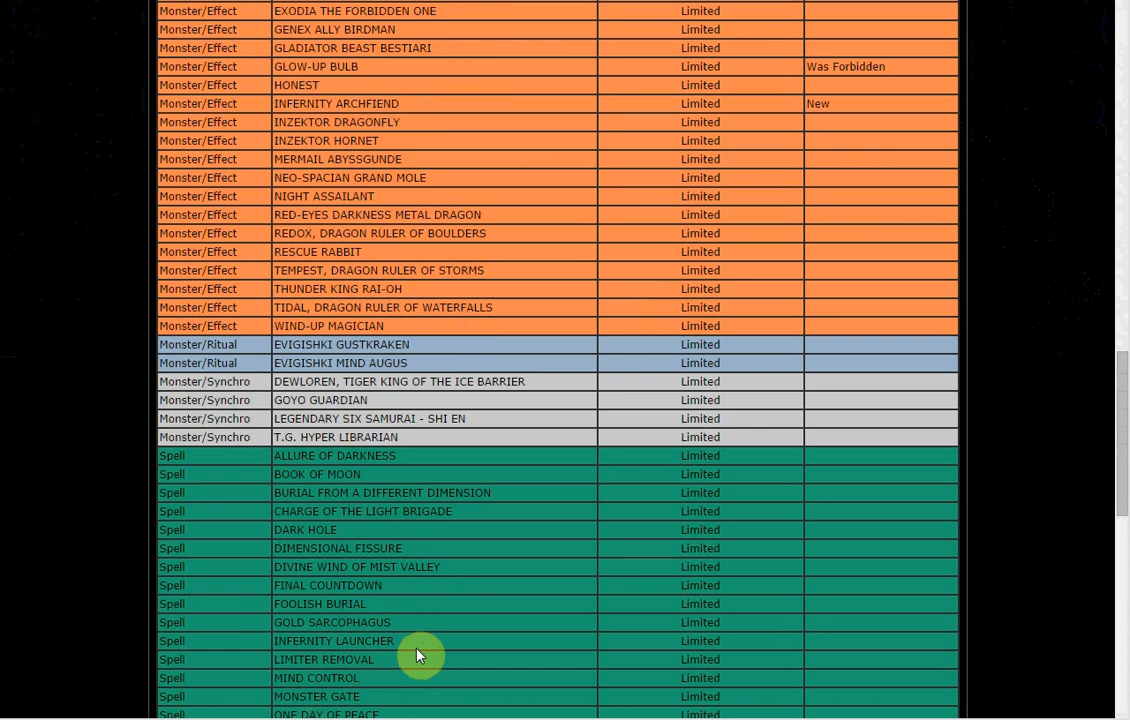 Monster/Effect EXODIA THE FORBIDDEN ONE Limited
Monster/Effect GENEX ALLY BIRDMAN Limited
Monster/Effect GLADIATOR BEAST BESTIARI Limited
Monster/Effect GLOW-UP BULB Limited Was Forbidden
Monster/Effect HONEST Limited
Monster/Effect INFERNITY ARCHFIEND Limited New
Monster/Effect INZEKTOR DRAGONFLY Limited
Monster/Effect INZEKTOR HORNET Limited
Monster/Effect MERMAIL ABYSSGUNDE Limited
Monster/Effect NEO-SPACIAN GRAND MOLE Limited
Monster/Effect NIGHT ASSAILANT Limited
Monster/Effect RED-EYES DARKNESS METAL DRAGON Limited
Monster/Effect REDOX, DRAGON RULER OF BOULDERS Limited
Monster/Effect RESCUE RABBIT Limited
Monster/Effect TEMPEST, DRAGON RULER OF STORMS Limited
Monster/Effect THUNDER KING RAI-OH Limited
Monster/Effect TIDAL, DRAGON RULER OF WATERFALLS Limited
Monster/Effect WIND-UP MAGICIAN Limited
Monster/Ritual EVIGISHKI GUSTKRAKEN Limited
Monster/Ritual EVIGISHKI MIND AUGUS Limited
Monster/Synchro DEWLOREN, TIGER KING OF THE ICE BARRIER Limited
Monster/Synchro GOYO GUARDIAN Limited
Monster/Synchro LEGENDARY SIX SAMURAI - SHI EN Limited
Monster/Synchro T.G. HYPER LIBRARIAN Limited
Spell ALLURE OF DARKNESS Limited
Spell BOOK OF MOON Limited
Spell BURIAL FROM A DIFFERENT DIMENSION Limited
Spell CHARGE OF THE LIGHT BRIGADE Limited
Spell DARK HOLE Limited
Spell DIMENSIONAL FISSURE Limited
Spell DIVINE WIND OF MIST VALLEY Limited
Spell FINAL COUNTDOWN Limited
Spell FOOLISH BURIAL Limited
Spell GOLD SARCOPHAGUS Limited
Spell INFERNITY LAUNCHER Limited
Spell LIMITER REMOVAL Limited
Spell MIND CONTROL Limited
Spell MONSTER GATE Limited
Spell ONE DAY OF PEACE Limited